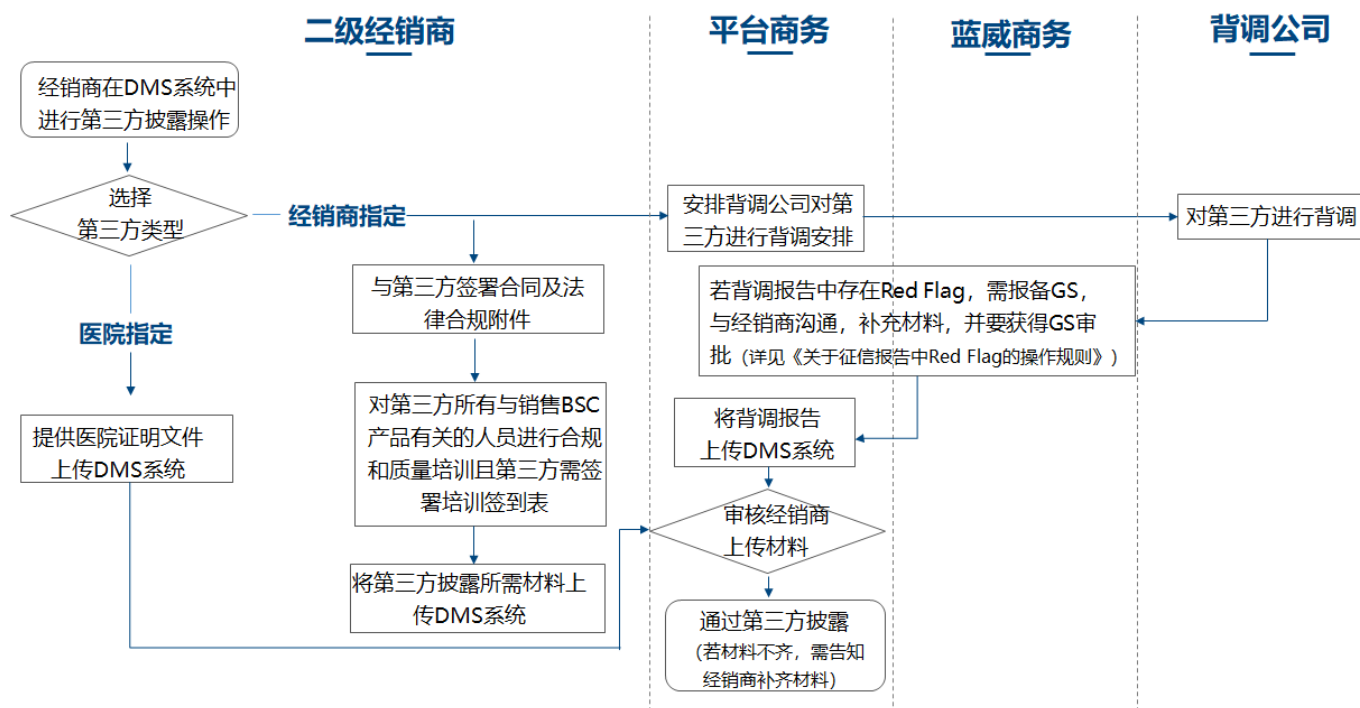 二级经销商
平台商务
蓝威商务
背调公司
经销商在DMS系统中
进行第三方披露操作
选择
第三方类型
经销商指定
安排背调公司对第
三方进行背调安排
对第三方进行背调
与第三方签署合同及法
律合规附件
若背调报告中存在Red Flag，需报备GS，
与经销商沟通，补充材料，并要获得GS审
批（详见《关于征信报告中Red Flag的操作规则》）
医院指定
对第三方所有与销售BSC
产品有关的人员进行合规
和质量培训且第三方需签
署培训签到表
将背调报告
上传DMS系统
提供医院证明文件
上传DMS系统
审核经销商
上传材料
将第三方披露所需材料上
传DMS系统
通过第三方披露
（若材料不齐，需告知
经销商补齐材料）